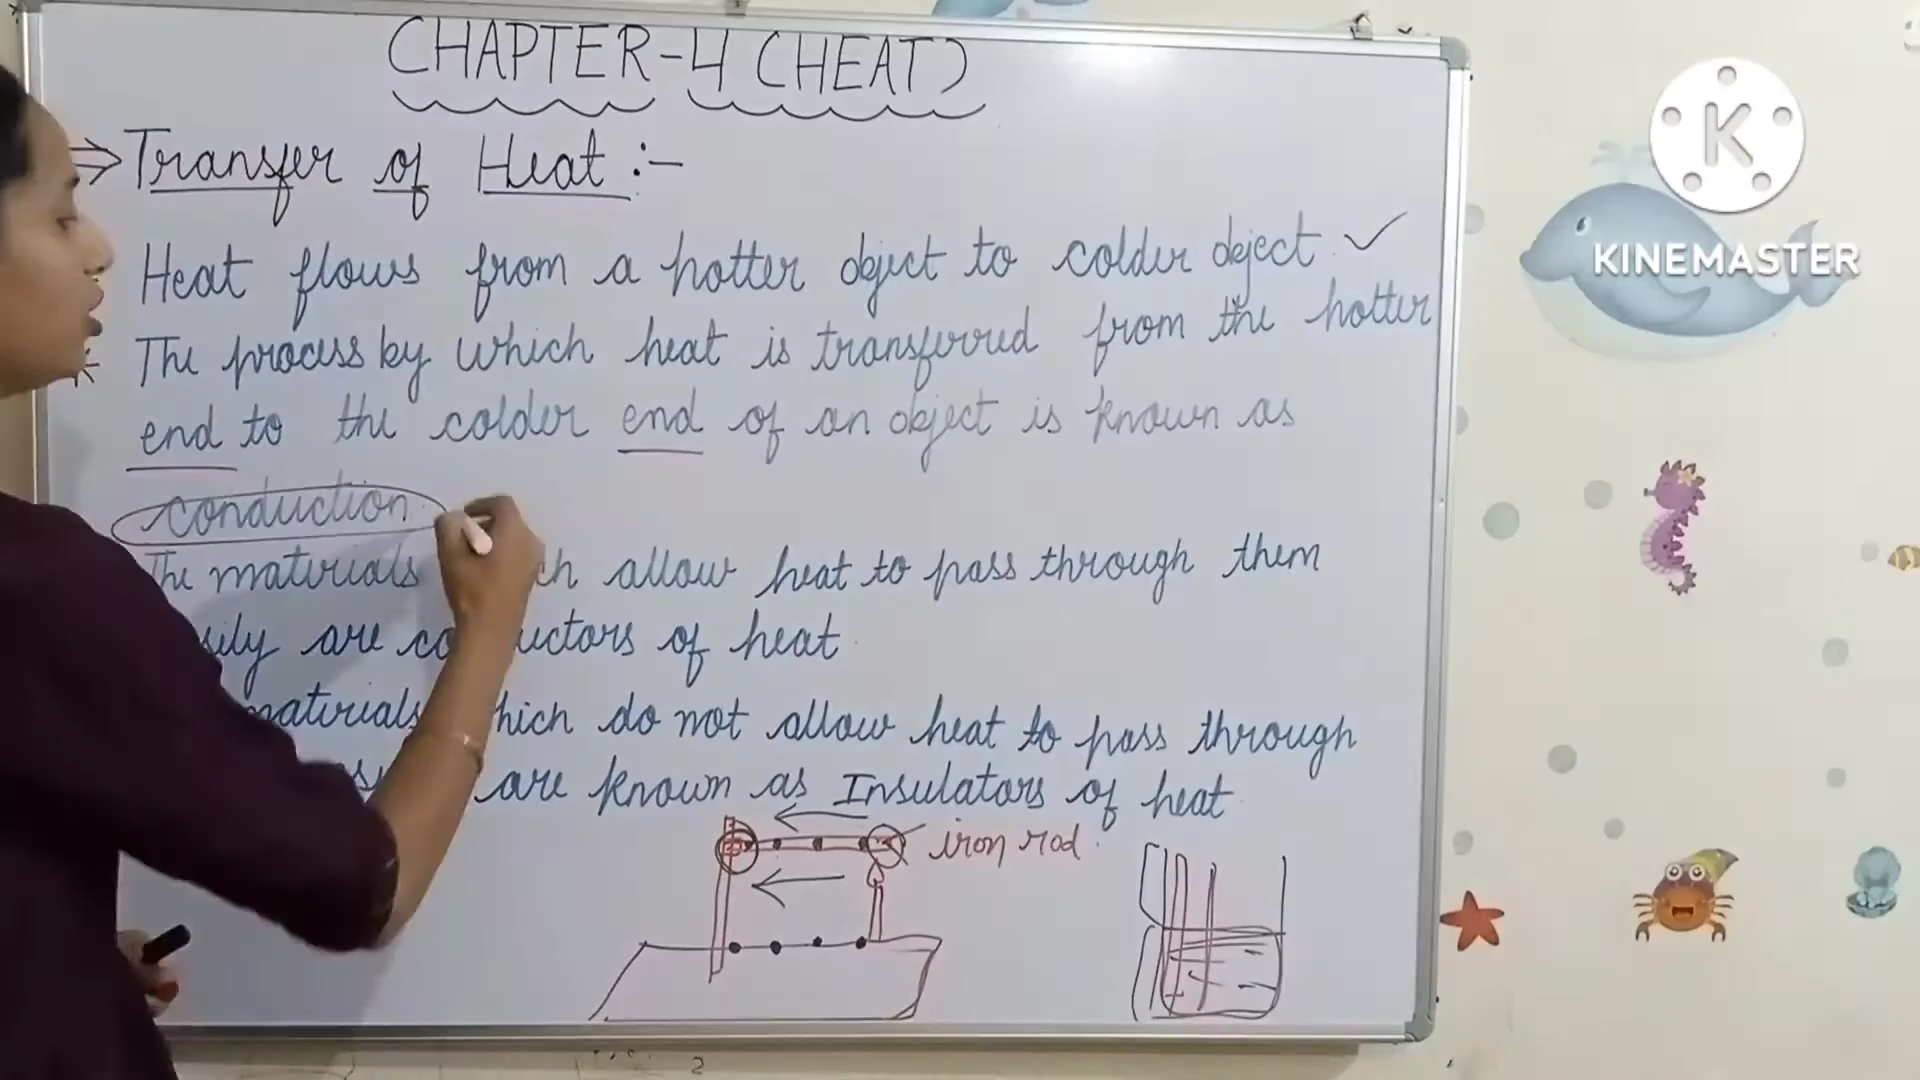 CHAPTER-4 (HEAT)
⇒ Transfer of Heat :-
Heat flows from a hotter object to colder object.
The process by which heat is transferred from the hotter
end to the colder end of an object is known as
conduction.
The materials allow heat to pass through them
are of heat
materials do not allow heat to pass through
are known as Insulators of heat.
iron rod.
K
KINEMASTER
2